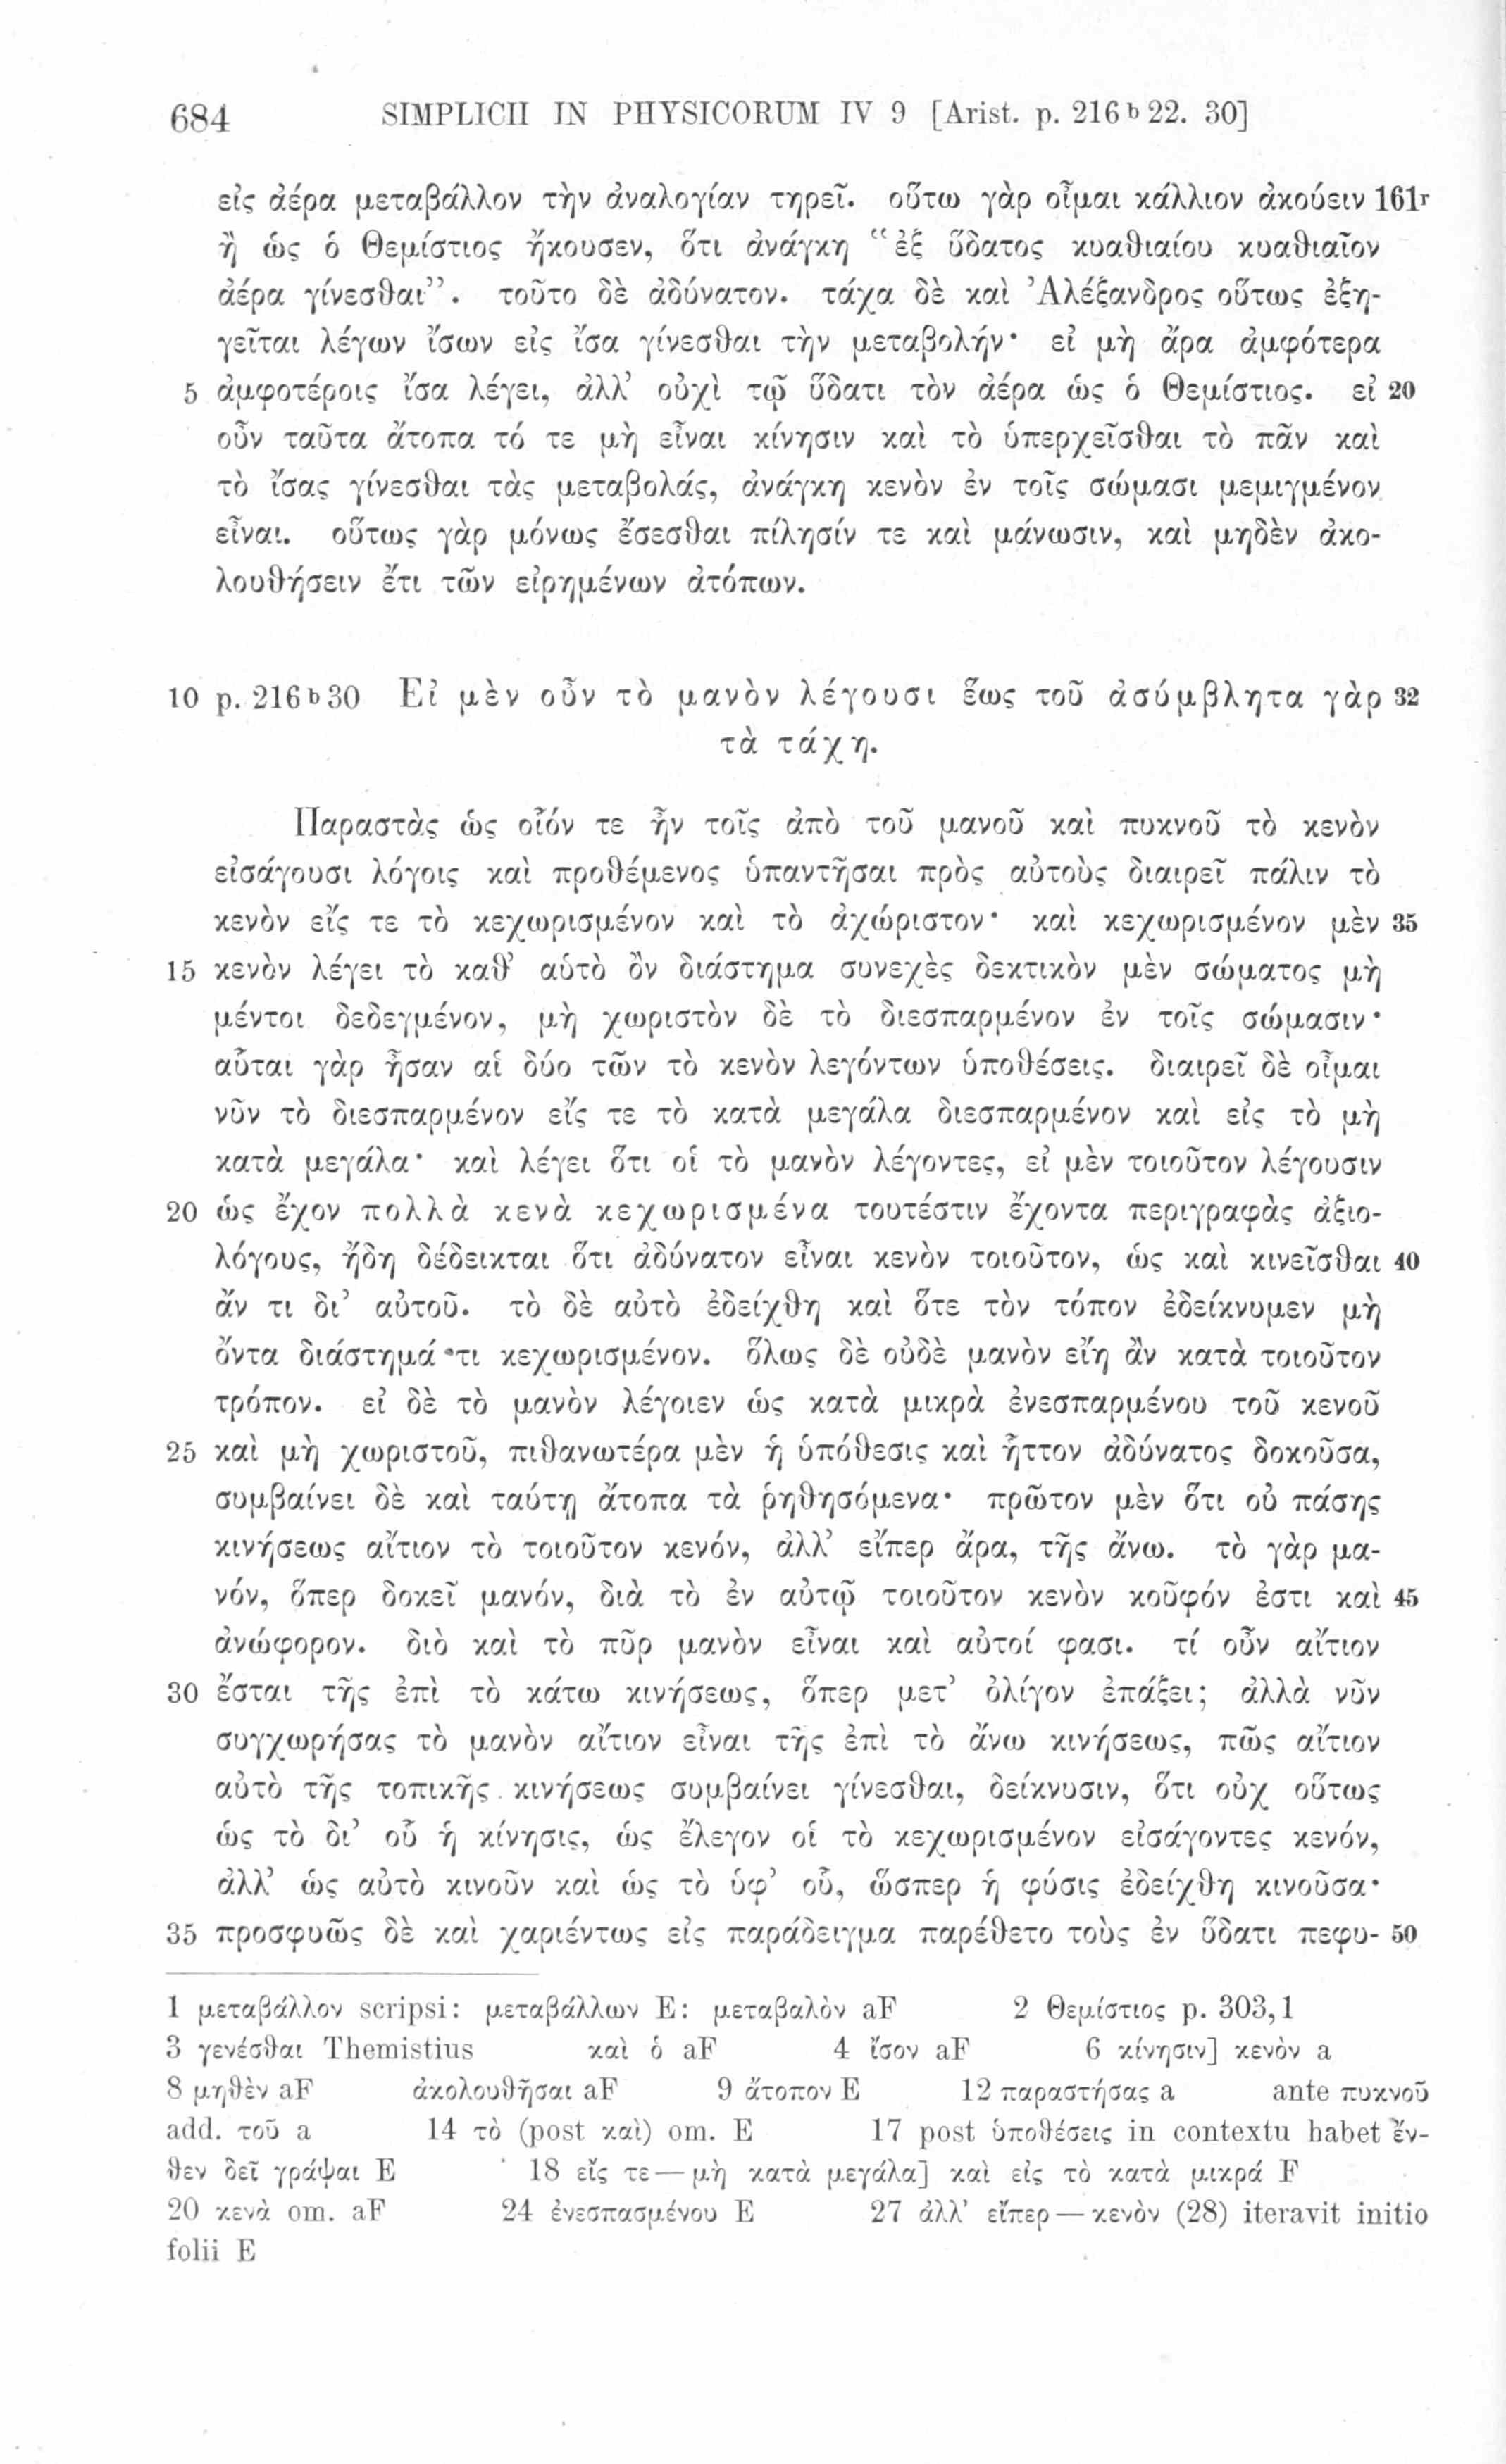 684 SIMPLICII IN PHYSICORUM IV 9 [Arist. p. 216 b 22. 30]
εἰς ἀέρα μεταβάλλον τὴν ἀναλογίαν τηρεῖ. οὕτω γὰρ οἶμαι κάλλιον ἀκούειν 161r
ἢ ὡς ὁ Θεμίστιος ἤκουσεν, ὅτι ἀνάγκη “ἐξ ὕδατος κυαθιαίου κυαθιαῖον
ἀέρα γίνεσθαι”. τοῦτο δὲ ἀδύνατον. τάχα δὲ καὶ Ἀλέξανδρος οὕτως ἐξη-
γεῖται λέγων ἴσων εἰς ἴσα γίνεσθαι τὴν μεταβολήν· εἰ μὴ ἄρα ἀμφότερα
5 ἀμφοτέροις ἴσα λέγει, ἀλλ’ οὐχὶ τῷ ὕδατι τὸν ἀέρα ὡς ὁ Θεμίστιος. εἰ 20
οὖν ταῦτα ἄτοπα τό τε μὴ εἶναι κίνησιν καὶ τὸ ὑπερχεῖσθαι τὸ πᾶν καὶ
τὸ ἴσας γίνεσθαι τὰς μεταβολάς, ἀνάγκη κενὸν ἐν τοῖς σώμασι μεμιγμένον
εἶναι. οὕτως γὰρ μόνως ἔσεσθαι πίλησίν τε καὶ μάνωσιν, καὶ μηδὲν ἀκο-
λουθήσειν ἔτι τῶν εἰρημένων ἀτόπων.
10 p. 216 b 30 Εἰ μὲν οὖν τὸ μανὸν λέγουσι ἕως τοῦ ἀσύμβλητα γὰρ 32
τὰ τάχη.
Παραστὰς ὡς οἷόν τε ἦν τοῖς ἀπὸ τοῦ μανοῦ καὶ πυκνοῦ τὸ κενὸν
εἰσάγουσι λόγοις καὶ προθέμενος ὑπαντῆσαι πρὸς αὐτοὺς διαιρεῖ πάλιν τὸ
κενὸν εἴς τε τὸ κεχωρισμένον καὶ τὸ ἀχώριστον· καὶ κεχωρισμένον μὲν 35
15 κενὸν λέγει τὸ καθ’ αὑτὸ ὂν διάστημα συνεχὲς δεκτικὸν μὲν σώματος μὴ
μέντοι δεδεγμένον, μὴ χωριστὸν δὲ τὸ διεσπαρμένον ἐν τοῖς σώμασιν·
αὗται γὰρ ἦσαν αἱ δύο τῶν τὸ κενὸν λεγόντων ὑποθέσεις. διαιρεῖ δὲ οἶμαι
νῦν τὸ διεσπαρμένον εἴς τε τὸ κατὰ μεγάλα διεσπαρμένον καὶ εἰς τὸ μὴ
κατὰ μεγάλα· καὶ λέγει ὅτι οἱ τὸ μανὸν λέγοντες, εἰ μὲν τοιοῦτον λέγουσιν
20 ὡς ἔχον πολλὰ κενὰ κεχωρισμένα τουτέστιν ἔχοντα περιγραφὰς ἀξιο-
λόγους, ἤδη δέδεικται ὅτι ἀδύνατον εἶναι κενὸν τοιοῦτον, ὡς καὶ κινεῖσθαι 40
ἄν τι δι’ αὐτοῦ. τὸ δὲ αὐτὸ ἐδείχθη καὶ ὅτε τὸν τόπον ἐδείκνυμεν μὴ
ὄντα διάστημά τι κεχωρισμένον. ὅλως δὲ οὐδὲ μανὸν εἴη ἂν κατὰ τοιοῦτον
τρόπον. εἰ δὲ τὸ μανὸν λέγοιεν ὡς κατὰ μικρὰ ἐνεσπαρμένου τοῦ κενοῦ
25 καὶ μὴ χωριστοῦ, πιθανωτέρα μὲν ἡ ὑπόθεσις καὶ ἧττον ἀδύνατος δοκοῦσα,
συμβαίνει δὲ καὶ ταύτῃ ἄτοπα τὰ ῥηθησόμενα· πρῶτον μὲν ὅτι οὐ πάσης
κινήσεως αἴτιον τὸ τοιοῦτον κενόν, ἀλλ’ εἴπερ ἄρα, τῆς ἄνω. τὸ γὰρ μα-
νόν, ὅπερ δοκεῖ μανόν, διὰ τὸ ἐν αὐτῷ τοιοῦτον κενὸν κοῦφόν ἐστι καὶ 45
ἀνώφορον. διὸ καὶ τὸ πῦρ μανὸν εἶναι καὶ αὐτοί φασι. τί οὖν αἴτιον
30 ἔσται τῆς ἐπὶ τὸ κάτω κινήσεως, ὅπερ μετ’ ὀλίγον ἐπάξει; ἀλλὰ νῦν
συγχωρήσας τὸ μανὸν αἴτιον εἶναι τῆς ἐπὶ τὸ ἄνω κινήσεως, πῶς αἴτιον
αὐτὸ τῆς τοπικῆς κινήσεως συμβαίνει γίνεσθαι, δείκνυσιν, ὅτι οὐχ οὕτως
ὡς τὸ δι’ οὗ ἡ κίνησις, ὡς ἔλεγον οἱ τὸ κεχωρισμένον εἰσάγοντες κενόν,
ἀλλ’ ὡς αὐτὸ κινοῦν καὶ ὡς τὸ ὑφ’ οὗ, ὥσπερ ἡ φύσις ἐδείχθη κινοῦσα·
35 προσφυῶς δὲ καὶ χαριέντως εἰς παράδειγμα παρέθετο τοὺς ἐν ὕδατι πεφυ- 50
1 μεταβάλλον scripsi: μεταβάλλων E: μεταβαλὸν aF 2 Θεμίστιος p. 303,1
3 γενέσθαι Themistius καὶ ὁ aF 4 ἴσον aF 6 κίνησιν] κενὸν a
8 μηθὲν aF ἀκολουθῆσαι aF 9 ἄτοπον E 12 παραστήσας a ante πυκνοῦ
add. τοῦ a 14 τὸ (post καὶ) om. E 17 post ὑποθέσεις in contextu habet ἔν-
θεν δεῖ γράψαι E 18 εἴς τε — μὴ κατὰ μεγάλα] καὶ εἰς τὸ κατὰ μικρά F
20 κενὰ om. aF 24 ἐνεσπασμένου E 27 ἀλλ’ εἴπερ — κενὸν (28) iteravit initio
folii E